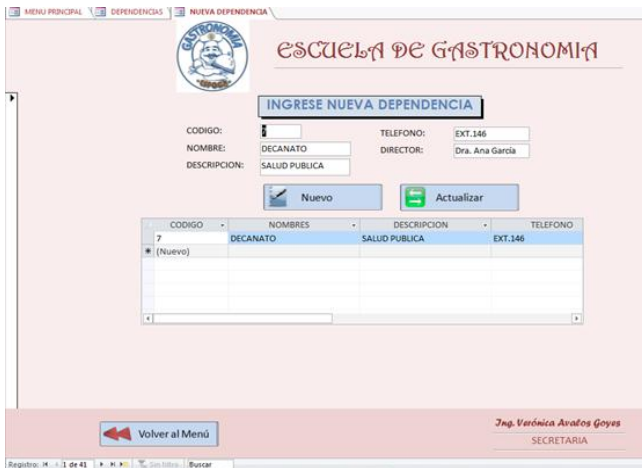 MENU PRINCIPAL DEPENDENCIAS NUEVA DEPENDENCIA
GASTRONOMIA
ESCUELA DE GASTRONOMIA
INGRESE NUEVA DEPENDENCIA
CODIGO: 7 TELEFONO: EXT.146
NOMBRE: DECANATO DIRECTOR: Dra. Ana García
DESCRIPCION: SALUD PUBLICA
Nuevo Actualizar
CODIGO NOMBRES DESCRIPCION TELEFONO
7 DECANATO SALUD PUBLICA EXT.146
(Nuevo)
Ing. Verónica Avalos Goyes
Volver al Menú
SECRETARIA
Registro: 1 de 41 Sin filtro Buscar